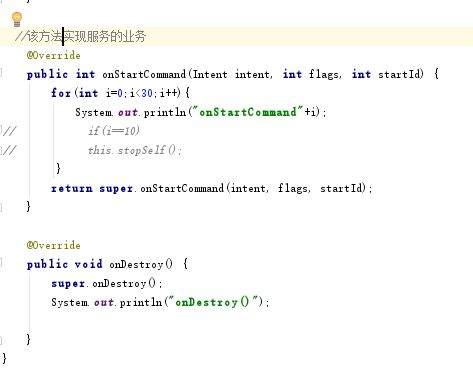 //该方法实现服务的业务
@Override
public int onStartCommand(Intent intent, int flags, int startId) {
for(int i=0;i<30;i++){
System.out.println("onStartCommand"+i);
// if(i==10)
// this.stopSelf();
}
return super.onStartCommand(intent, flags, startId);
}
@Override
public void onDestroy() {
super.onDestroy();
System.out.println("onDestroy()");
}
}